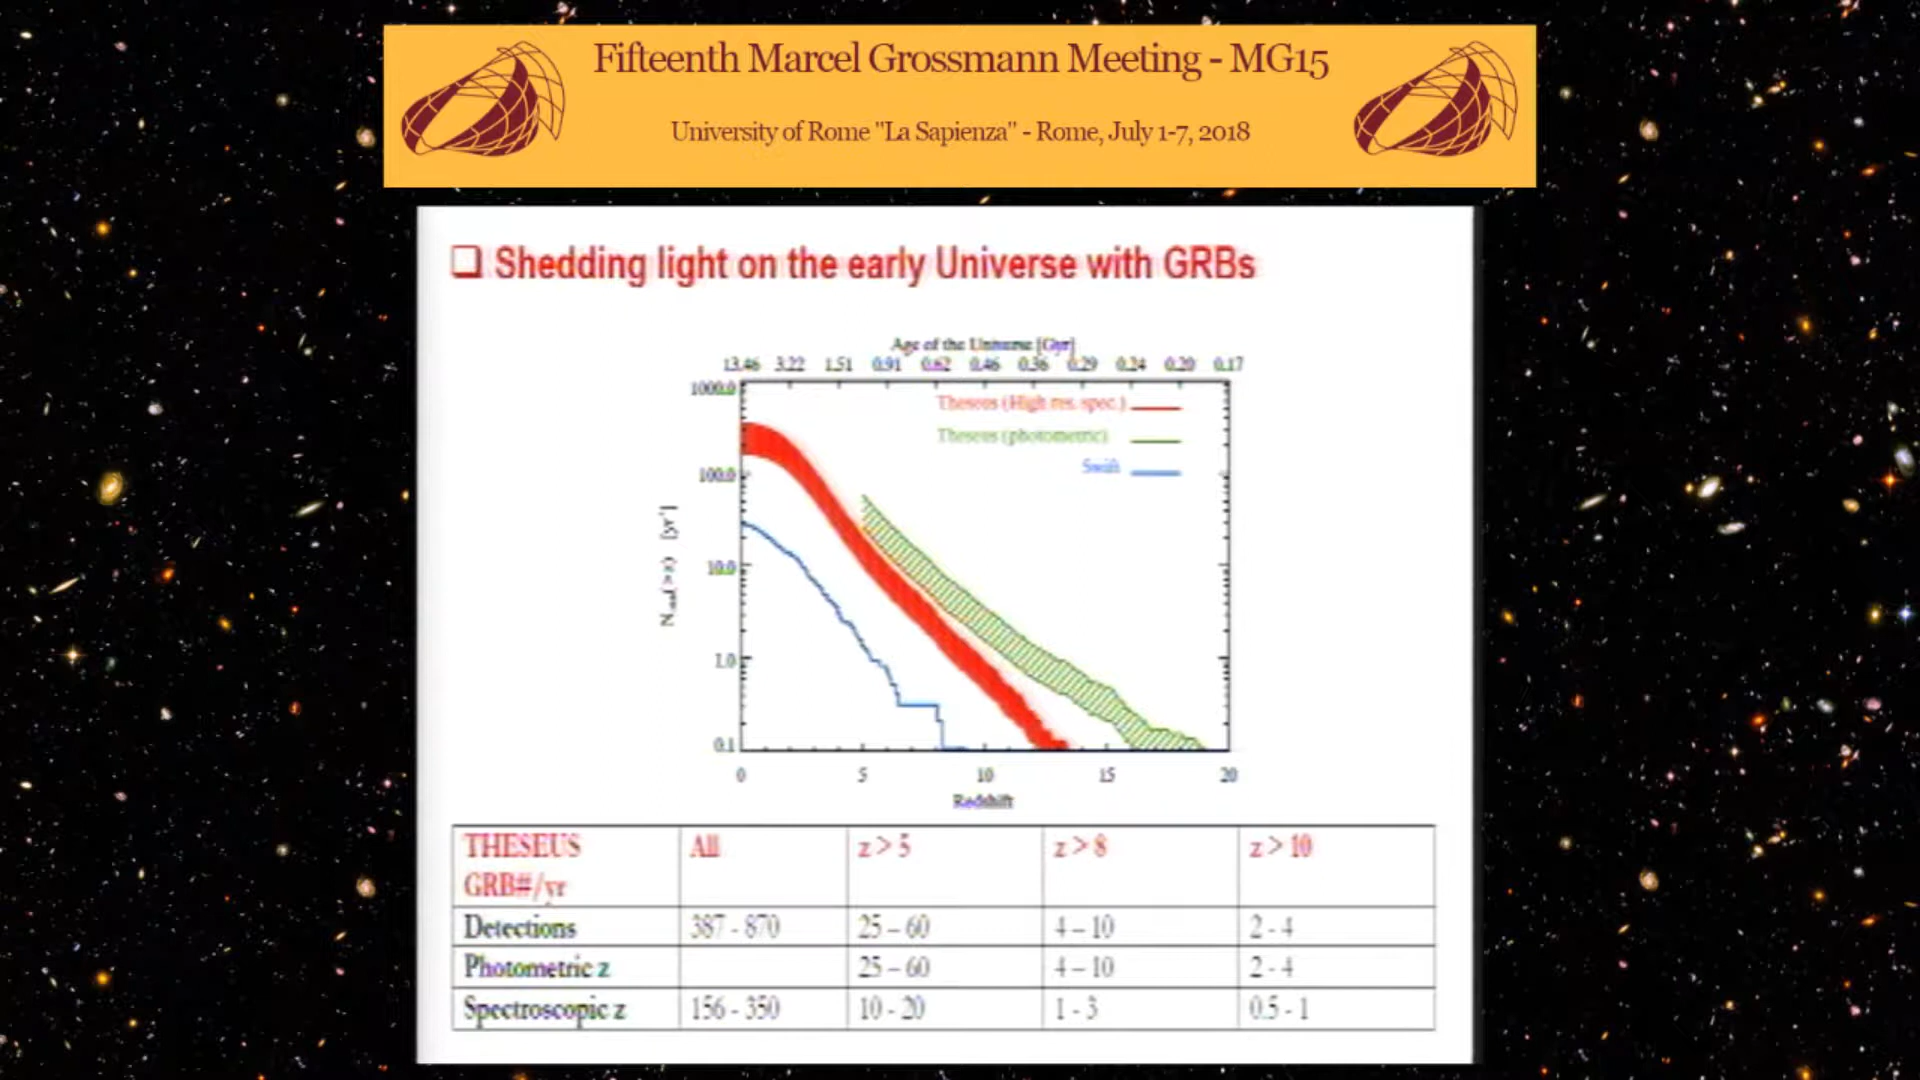 Fifteenth Marcel Grossmann Meeting - MG15
University of Rome "La Sapienza" - Rome, July 1-7, 2018
Shedding light on the early Universe with GRBs
Age of the Universe [Gyr]
13.46 3.22 1.51 0.91 0.62 0.46 0.36 0.29 0.24 0.20 0.17
1000.0
Theseus (High res. spec.)
Theseus (photometric)
Swift
100.0
10.0
1.0
0.1
0 5 10 15 20
Redshift
THESEUS GRB#/yr All z > 5 z > 8 z > 10
Detections 387 - 870 25 – 60 4 – 10 2 - 4
Photometric z 25 – 60 4 – 10 2 - 4
Spectroscopic z 156 - 350 10 - 20 1 - 3 0.5 - 1